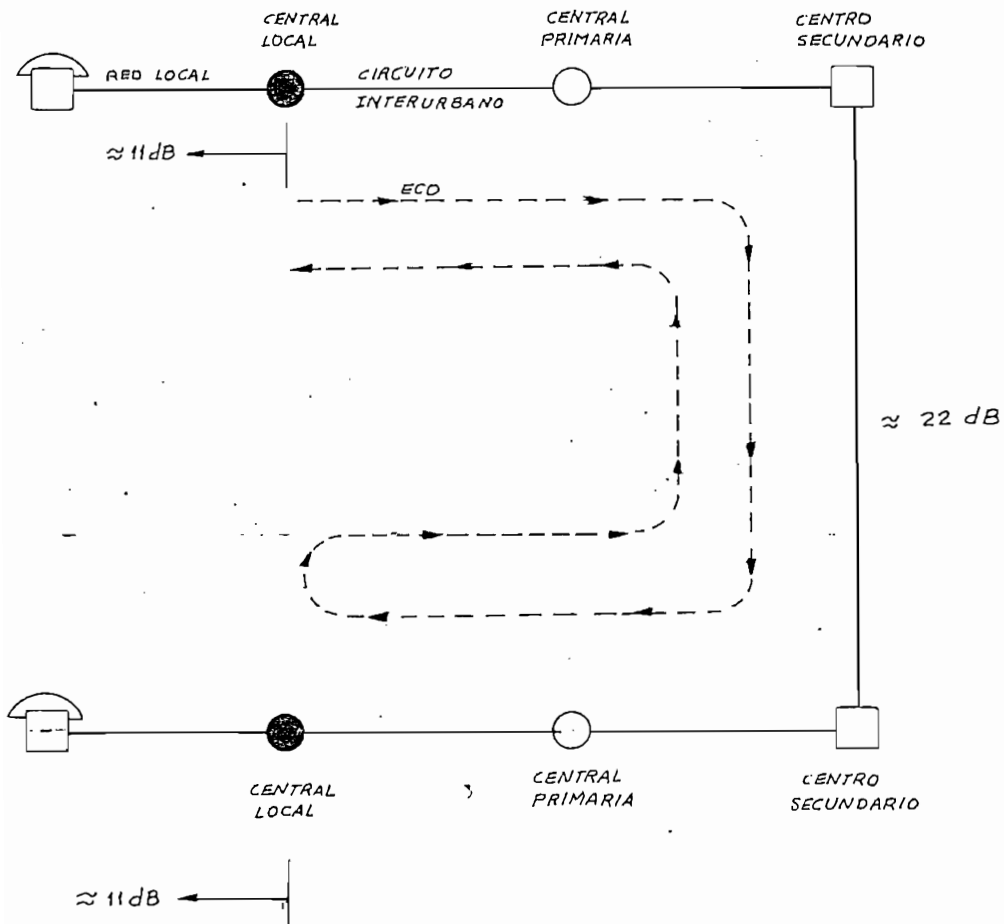 CENTRAL
LOCAL
CENTRAL
PRIMARIA
CENTRO
SECUNDARIO
RED LOCAL
CIRCUITO
INTERURBANO
≈ 11 dB
ECO
≈ 22 dB
CENTRAL
LOCAL
CENTRAL
PRIMARIA
CENTRO
SECUNDARIO
≈ 11 dB